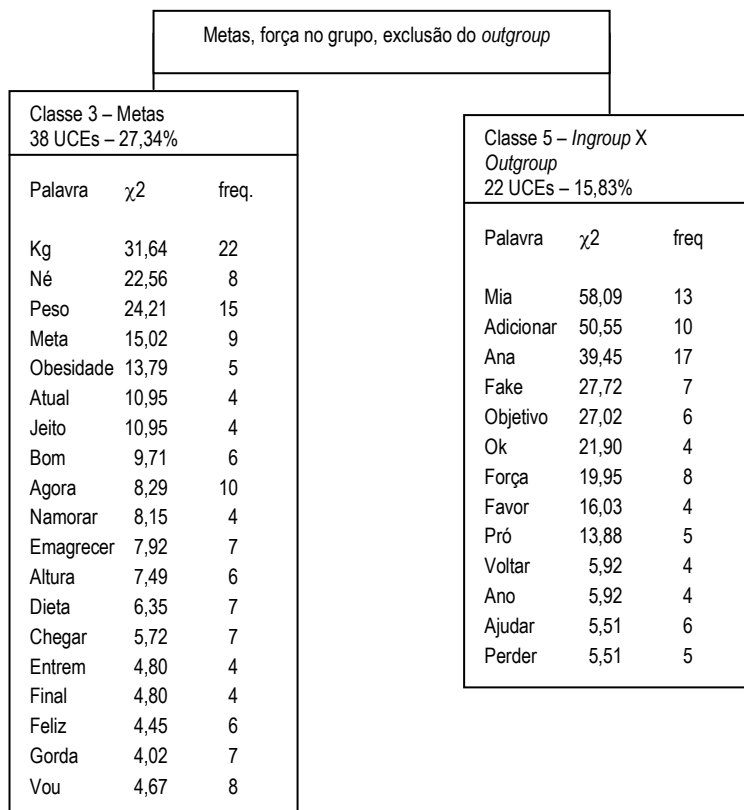 Metas, força no grupo, exclusão do outgroup
Classe 3 – Metas
38 UCEs – 27,34%
Palavra χ2 freq.
Kg 31,64 22
Né 22,56 8
Peso 24,21 15
Meta 15,02 9
Obesidade 13,79 5
Atual 10,95 4
Jeito 10,95 4
Bom 9,71 6
Agora 8,29 10
Namorar 8,15 4
Emagrecer 7,92 7
Altura 7,49 6
Dieta 6,35 7
Chegar 5,72 7
Entrem 4,80 4
Final 4,80 4
Feliz 4,45 6
Gorda 4,02 7
Vou 4,67 8
Classe 5 – Ingroup X
Outgroup
22 UCEs – 15,83%
Palavra χ2 freq
Mia 58,09 13
Adicionar 50,55 10
Ana 39,45 17
Fake 27,72 7
Objetivo 27,02 6
Ok 21,90 4
Força 19,95 8
Favor 16,03 4
Pró 13,88 5
Voltar 5,92 4
Ano 5,92 4
Ajudar 5,51 6
Perder 5,51 5